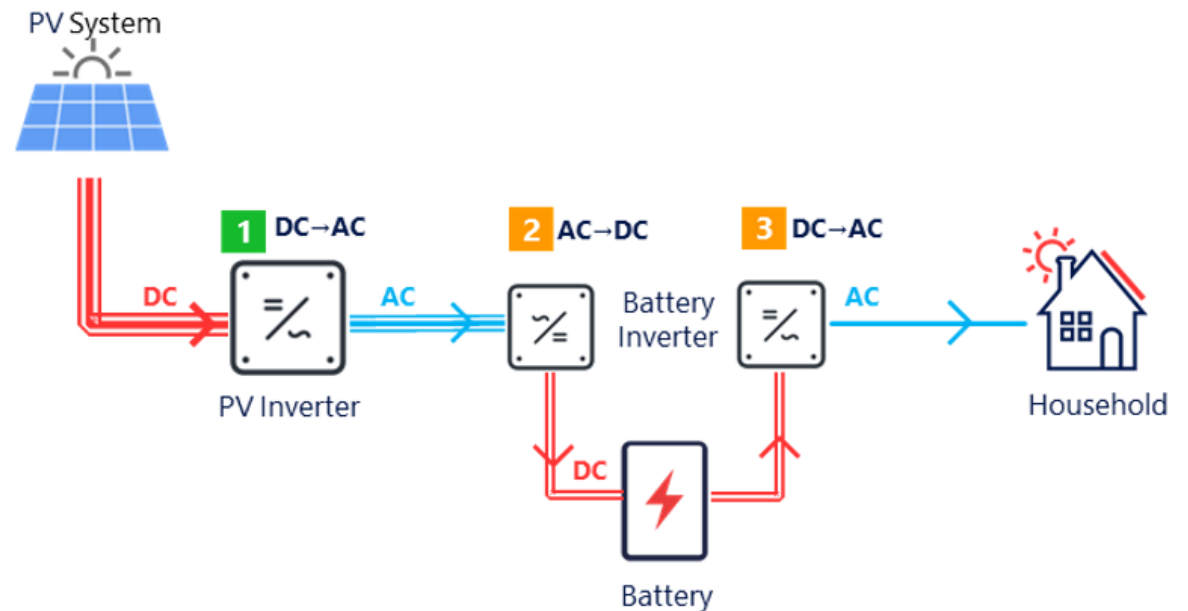 PV System
1 DC→AC
2 AC→DC
3 DC→AC
DC
AC
Battery
Inverter
AC
PV Inverter
Household
DC
Battery